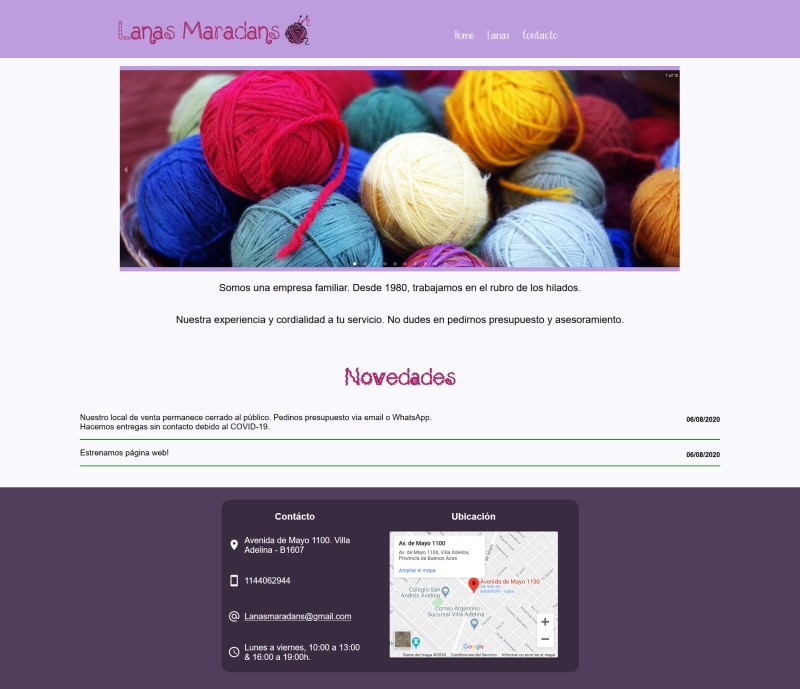 Lanas Maradans
Home Lanas Contacto
1 of 10
Somos una empresa familiar. Desde 1980, trabajamos en el rubro de los hilados.
Nuestra experiencia y cordialidad a tu servicio. No dudes en pedirnos presupuesto y asesoramiento.
Novedades
Nuestro local de venta permanece cerrado al público. Pedinos presupuesto via email o WhatsApp.
Hacemos entregas sin contacto debido al COVID-19.
06/08/2020
Estrenamos página web!
06/08/2020
Contácto
Avenida de Mayo 1100. Villa
Adelina - B1607
1144062944
Lanasmaradans@gmail.com
Lunes a viernes, 10:00 a 13:00
& 16:00 a 19:00h.
Ubicación
Av. de Mayo 1100
Av. de Mayo 1100, Villa Adelina,
Provincia de Buenos Aires
Ampliar el mapa
Avenida de Mayo 1100
Colegio San
Andrés Avelino
Correo Argentino -
Sucursal Villa Adelina
Google
Datos del mapa ©2020 Condiciones del Servicio Informar un error en el mapa